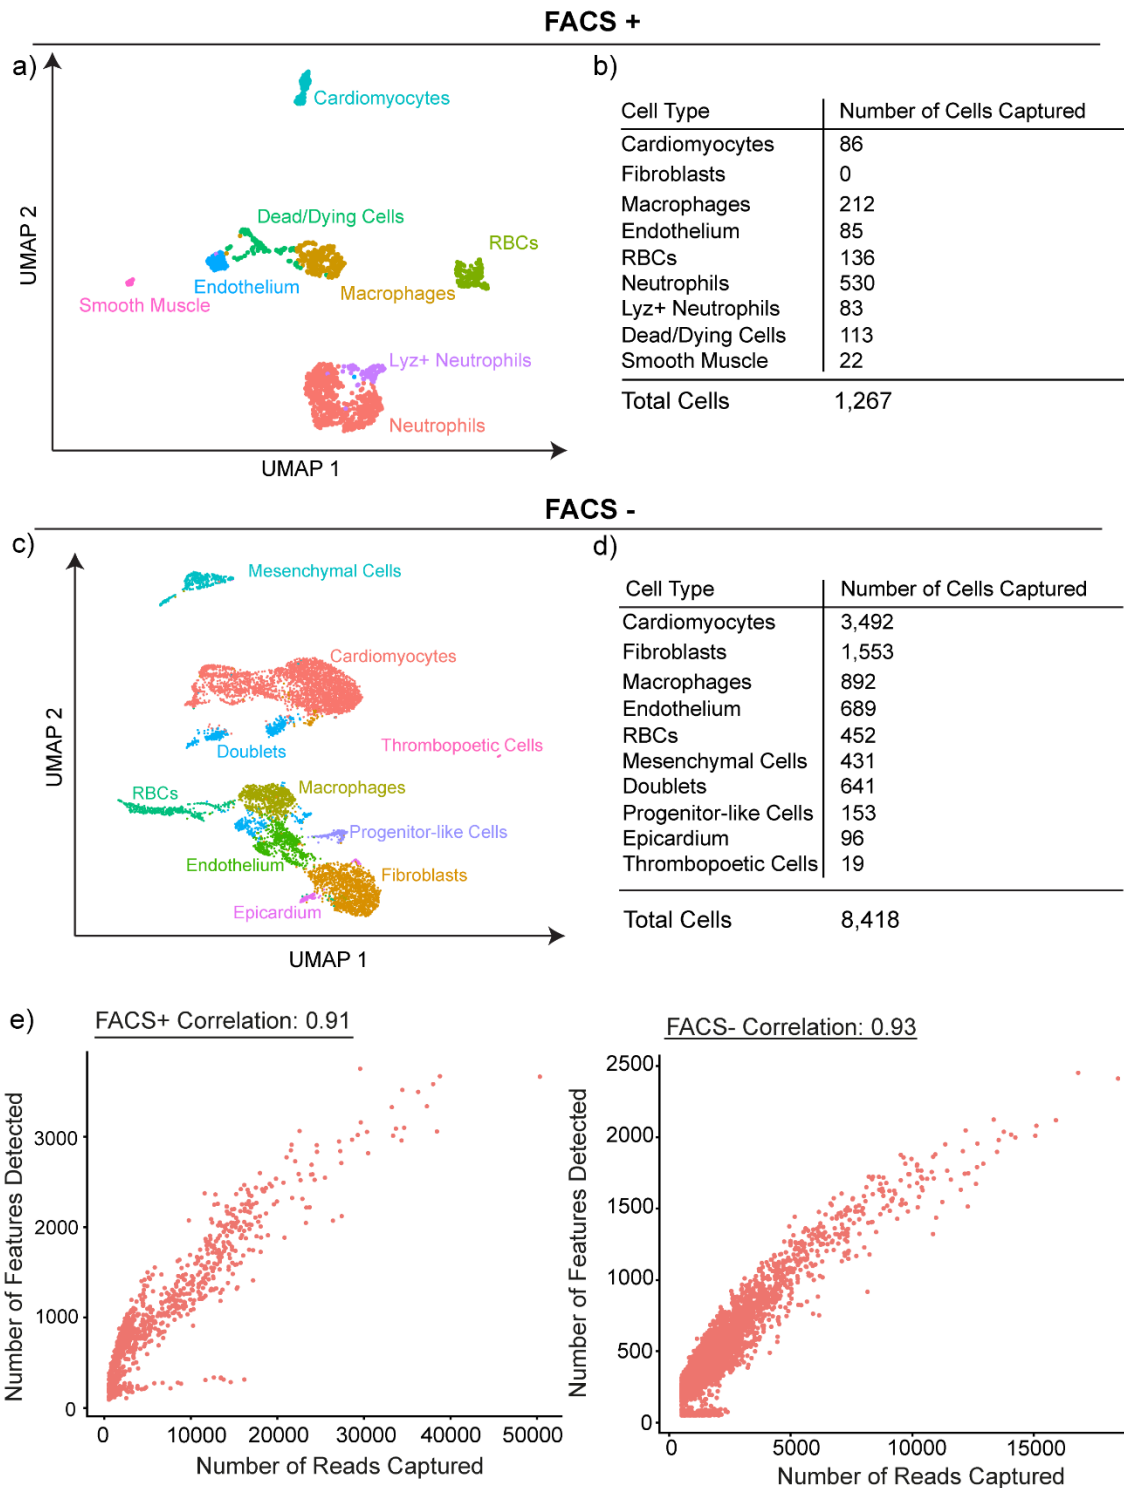 FACS +
a)
UMAP 2
Cardiomyocytes
Dead/Dying Cells
RBCs
Endothelium
Macrophages
Smooth Muscle
Lyz+ Neutrophils
Neutrophils
UMAP 1
b)
Cell Type Number of Cells Captured
Cardiomyocytes 86
Fibroblasts 0
Macrophages 212
Endothelium 85
RBCs 136
Neutrophils 530
Lyz+ Neutrophils 83
Dead/Dying Cells 113
Smooth Muscle 22
Total Cells 1,267
FACS -
c)
UMAP 2
Mesenchymal Cells
Cardiomyocytes
Thrombopoetic Cells
Doublets
RBCs
Macrophages
Progenitor-like Cells
Endothelium
Fibroblasts
Epicardium
UMAP 1
d)
Cell Type Number of Cells Captured
Cardiomyocytes 3,492
Fibroblasts 1,553
Macrophages 892
Endothelium 689
RBCs 452
Mesenchymal Cells 431
Doublets 641
Progenitor-like Cells 153
Epicardium 96
Thrombopoetic Cells 19
Total Cells 8,418
e)
FACS+ Correlation: 0.91
Number of Features Detected
3000
2000
1000
0
0 10000 20000 30000 40000 50000
Number of Reads Captured
FACS- Correlation: 0.93
Number of Features Detected
2500
2000
1500
1000
500
0
0 5000 10000 15000
Number of Reads Captured